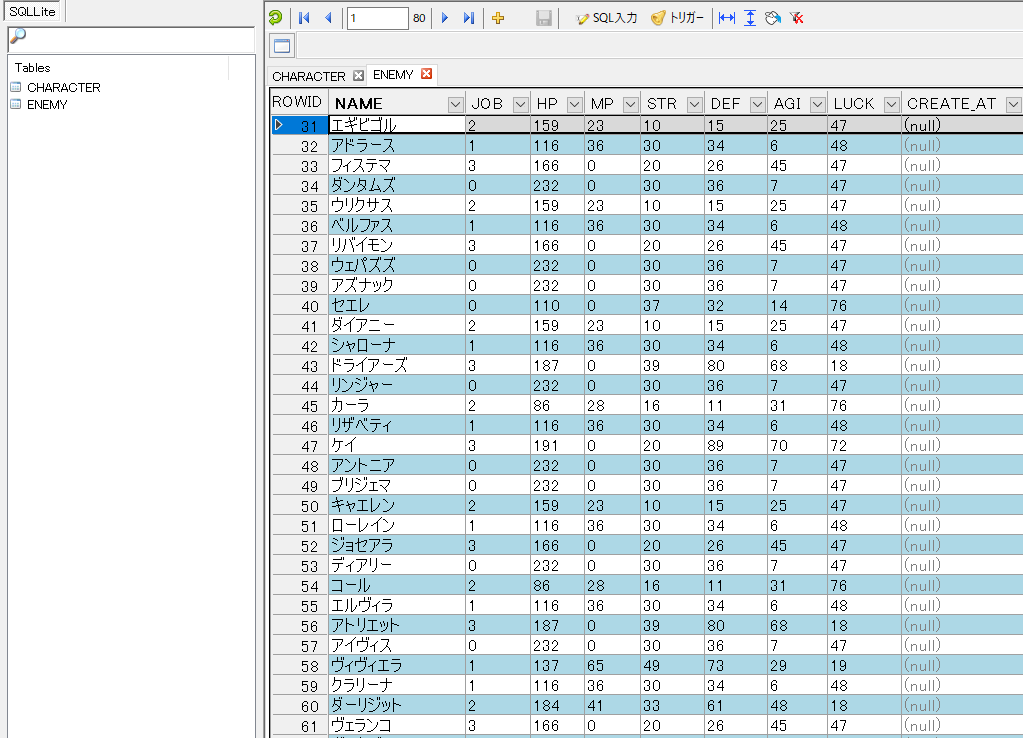 SQLLite
1 80 SQL入力 トリガー
Tables
CHARACTER
ENEMY
CHARACTER ENEMY
ROWID NAME JOB HP MP STR DEF AGI LUCK CREATE_AT
31 エギビゴル 2 159 23 10 15 25 47 (null)
32 アドラース 1 116 36 30 34 6 48 (null)
33 フィステマ 3 166 0 20 26 45 47 (null)
34 ダンタムズ 0 232 0 30 36 7 47 (null)
35 ウリクサス 2 159 23 10 15 25 47 (null)
36 ベルファス 1 116 36 30 34 6 48 (null)
37 リバイモン 3 166 0 20 26 45 47 (null)
38 ウェパズズ 0 232 0 30 36 7 47 (null)
39 アズナック 0 232 0 30 36 7 47 (null)
40 セエレ 0 110 0 37 32 14 76 (null)
41 ダイアニー 2 159 23 10 15 25 47 (null)
42 シャローナ 1 116 36 30 34 6 48 (null)
43 ドライアーズ 3 187 0 39 80 68 18 (null)
44 リンジャー 0 232 0 30 36 7 47 (null)
45 カーラ 2 86 28 16 11 31 76 (null)
46 リザベティ 1 116 36 30 34 6 48 (null)
47 ケイ 3 191 0 20 89 70 72 (null)
48 アントニア 0 232 0 30 36 7 47 (null)
49 ブリジェマ 0 232 0 30 36 7 47 (null)
50 キャエレン 2 159 23 10 15 25 47 (null)
51 ローレイン 1 116 36 30 34 6 48 (null)
52 ジョセアラ 3 166 0 20 26 45 47 (null)
53 ディアリー 0 232 0 30 36 7 47 (null)
54 コール 2 86 28 16 11 31 76 (null)
55 エルヴィラ 1 116 36 30 34 6 48 (null)
56 アトリエット 3 187 0 39 80 68 18 (null)
57 アイヴィス 0 232 0 30 36 7 47 (null)
58 ヴィヴィエラ 1 137 65 49 73 29 19 (null)
59 クラリーナ 1 116 36 30 34 6 48 (null)
60 ダーリジット 2 184 41 33 61 48 18 (null)
61 ヴェランコ 3 166 0 20 26 45 47 (null)